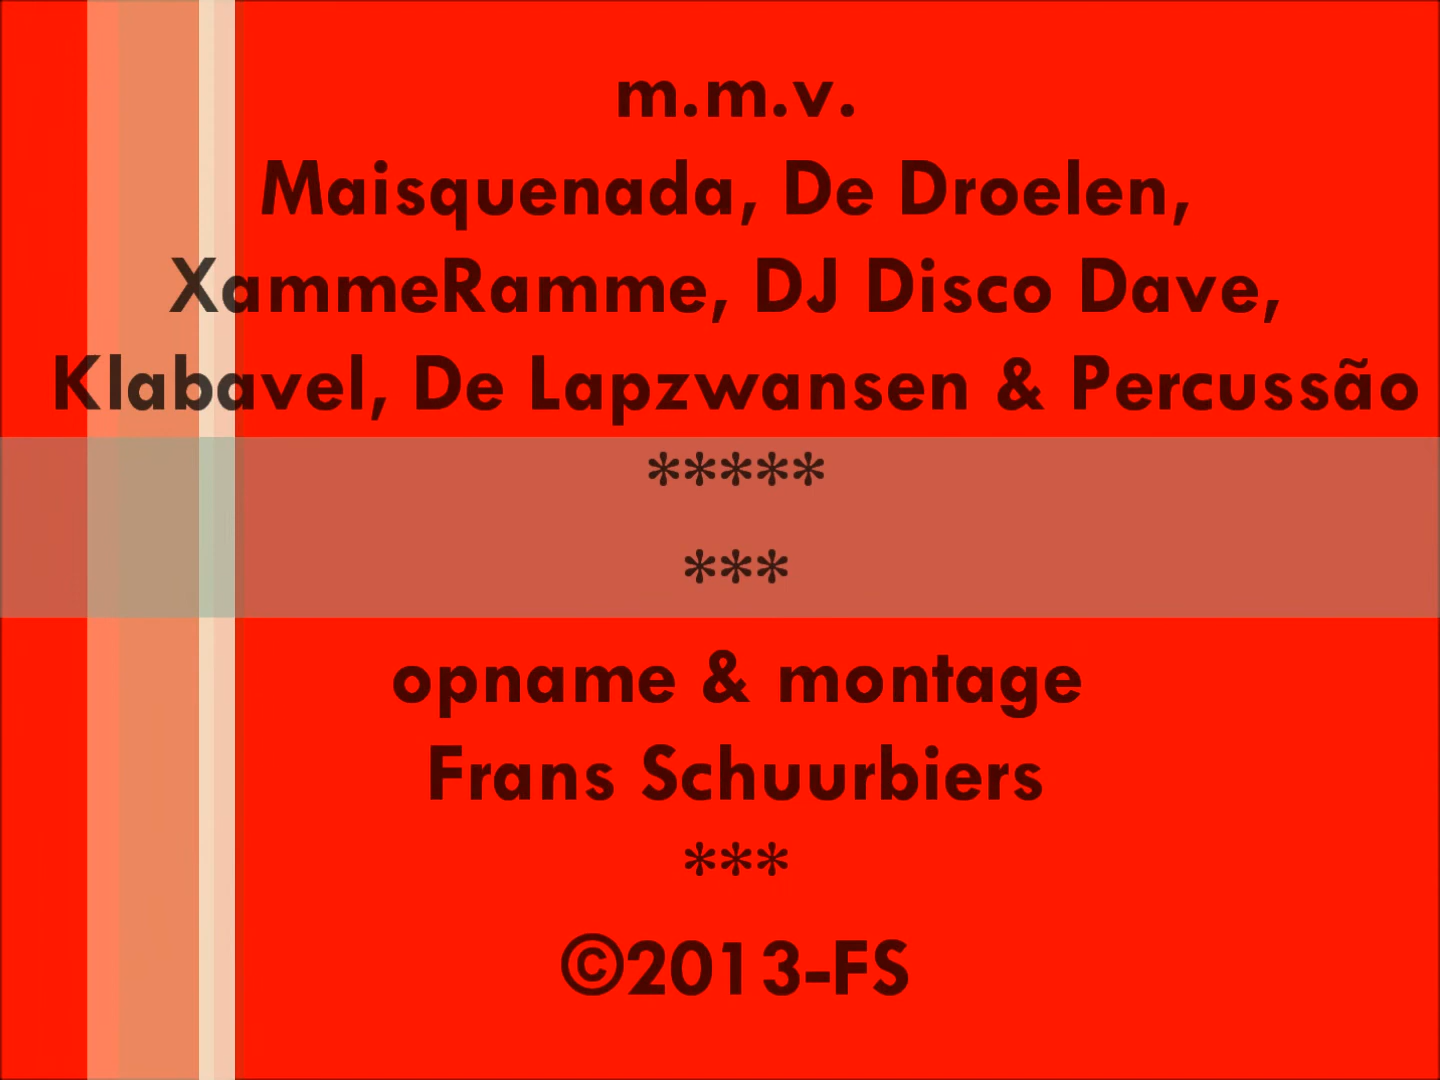 m.m.v.
Maisquenada, De Droelen,
XammeRamme, DJ Disco Dave,
Klabavel, De Lapzwansen & Percussão
*****
***
opname & montage
Frans Schuurbiers
***
©2013-FS